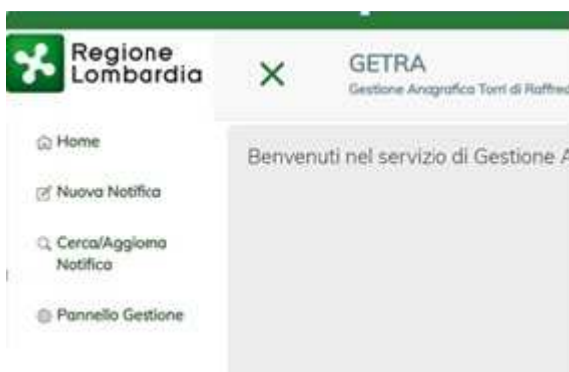 Regione
Lombardia
GETRA
Gestione Anagrafica Torri di Raffred
Home
Benvenuti nel servizio di Gestione A
Nuova Notifica
Cerca/Aggiorna
Notifica
Pannello Gestione